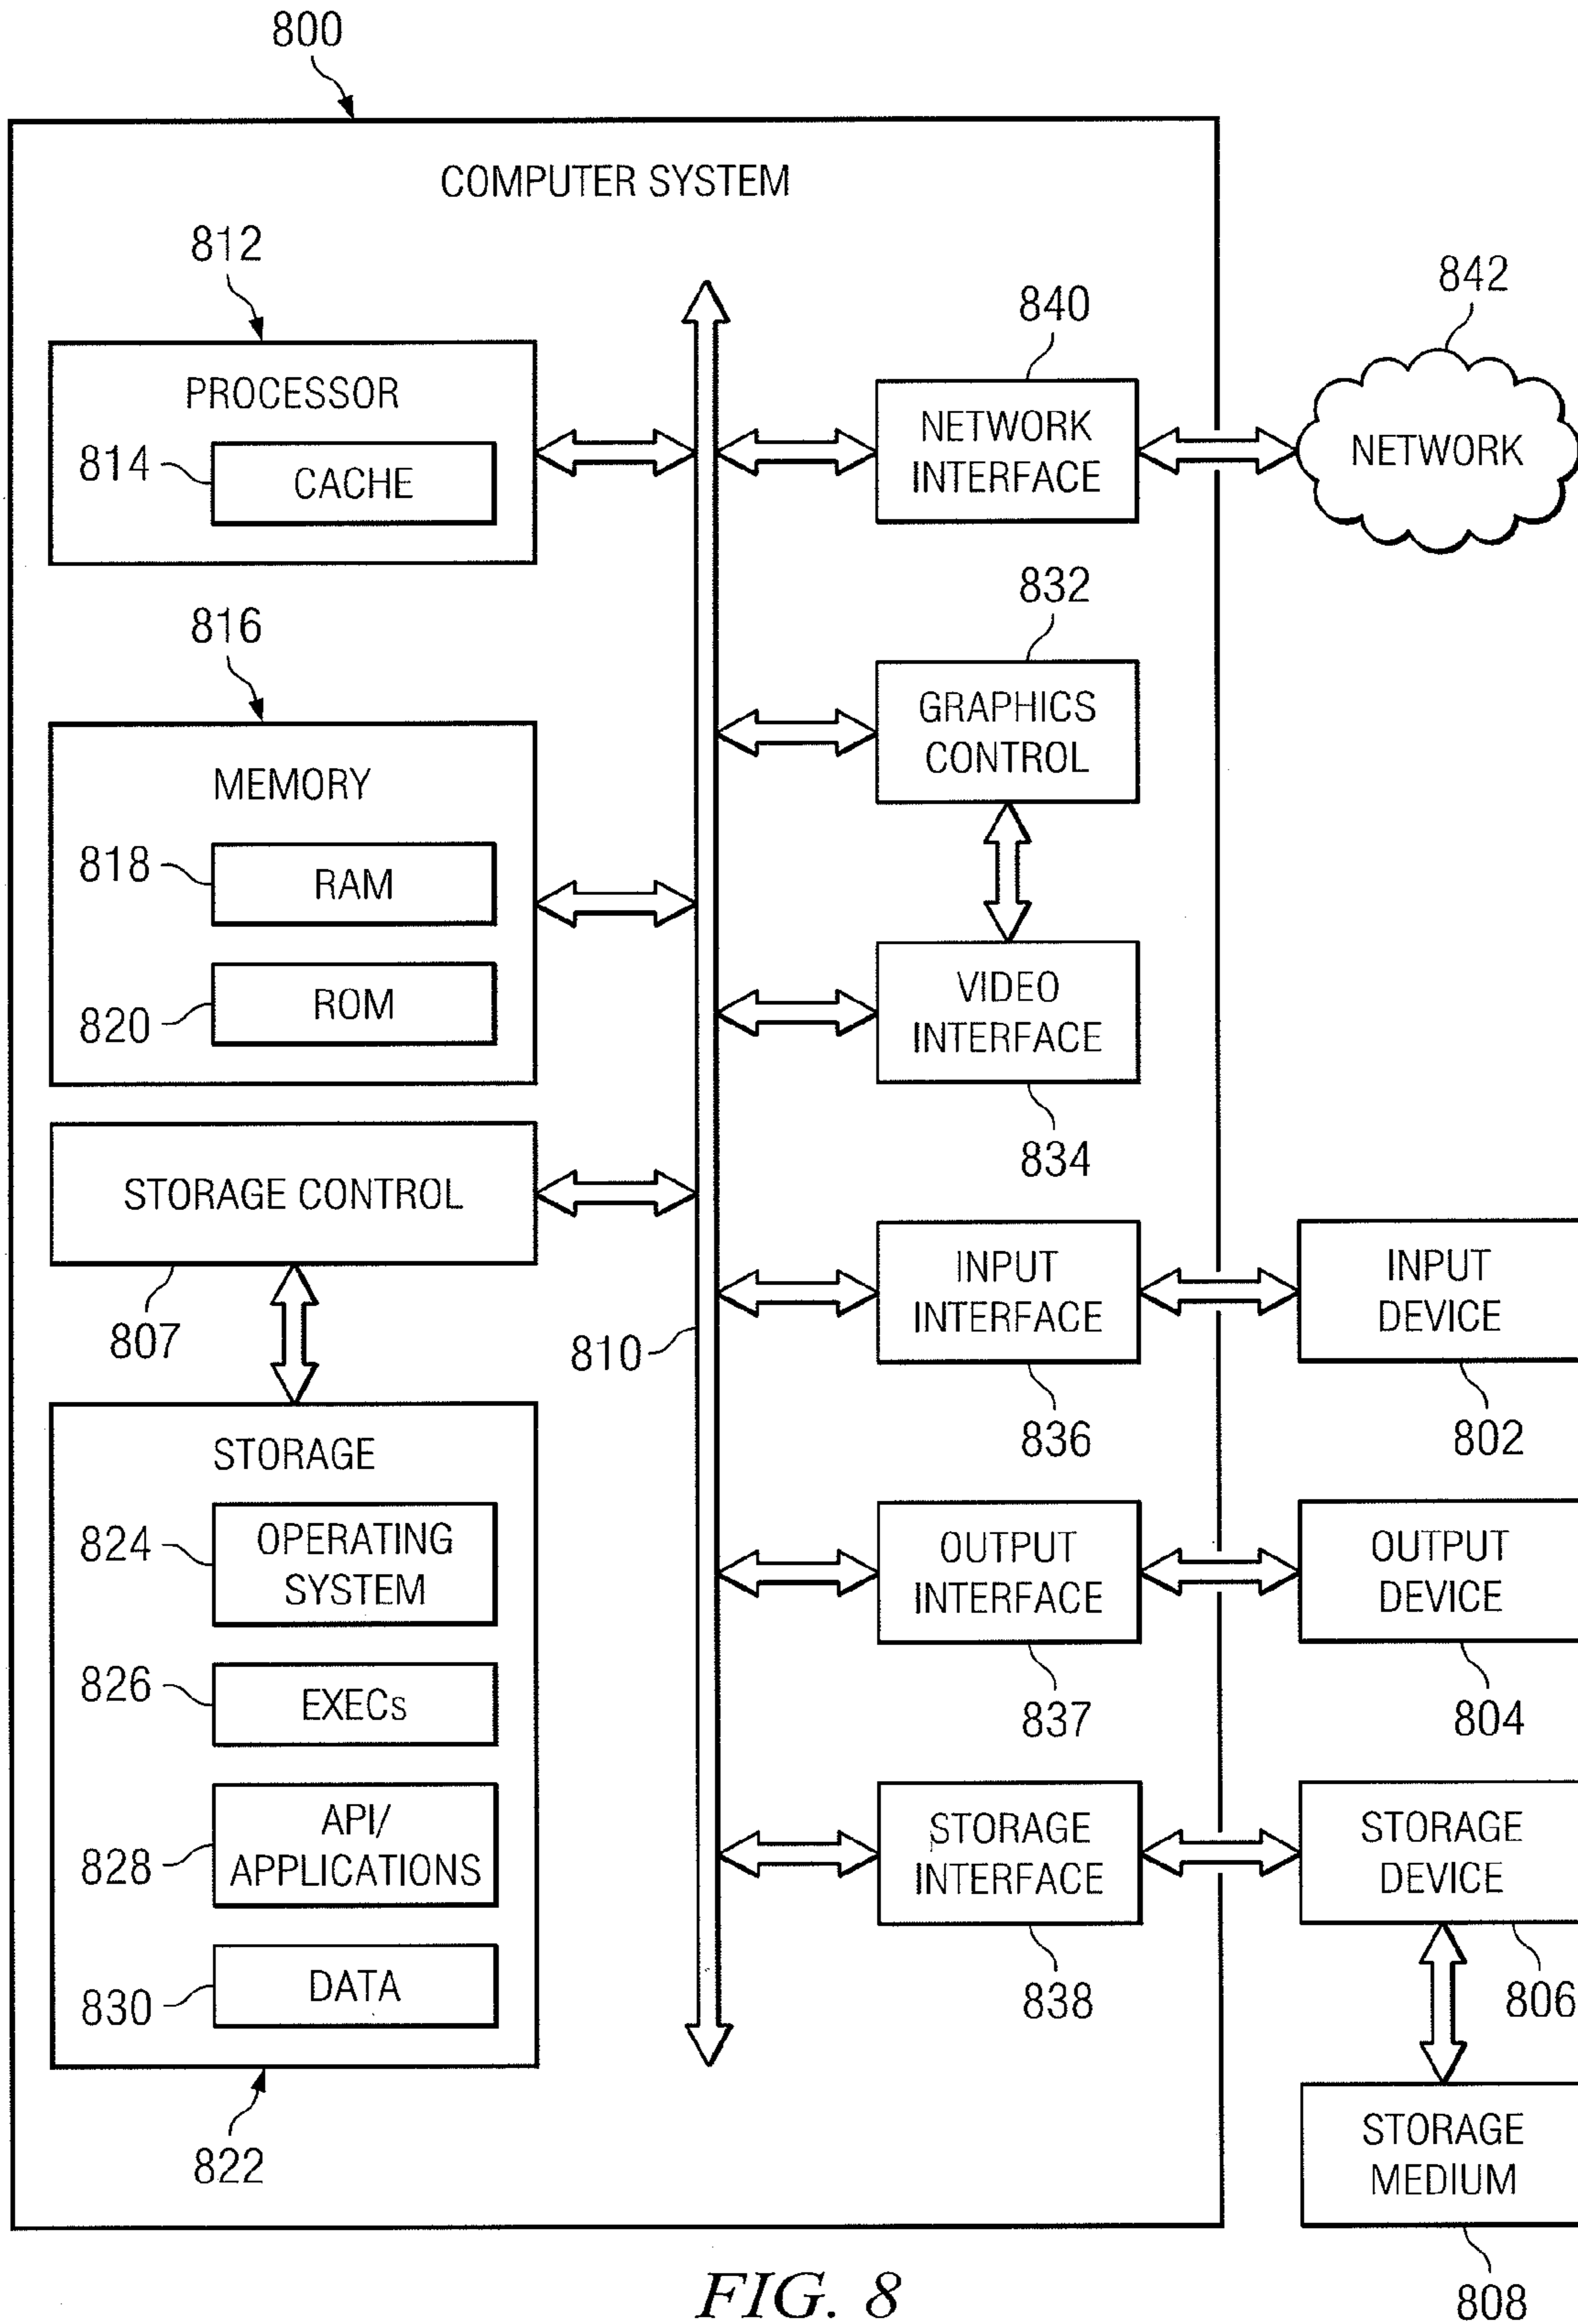 800
COMPUTER SYSTEM
812
PROCESSOR
814
CACHE
816
MEMORY
818
RAM
820
ROM
STORAGE CONTROL
807
STORAGE
824
OPERATING
SYSTEM
826
EXECs
828
API/
APPLICATIONS
830
DATA
822
810
840
NETWORK
INTERFACE
842
NETWORK
832
GRAPHICS
CONTROL
VIDEO
INTERFACE
834
INPUT
INTERFACE
836
INPUT
DEVICE
802
OUTPUT
INTERFACE
837
OUTPUT
DEVICE
804
STORAGE
INTERFACE
838
STORAGE
DEVICE
806
STORAGE
MEDIUM
808
FIG. 8